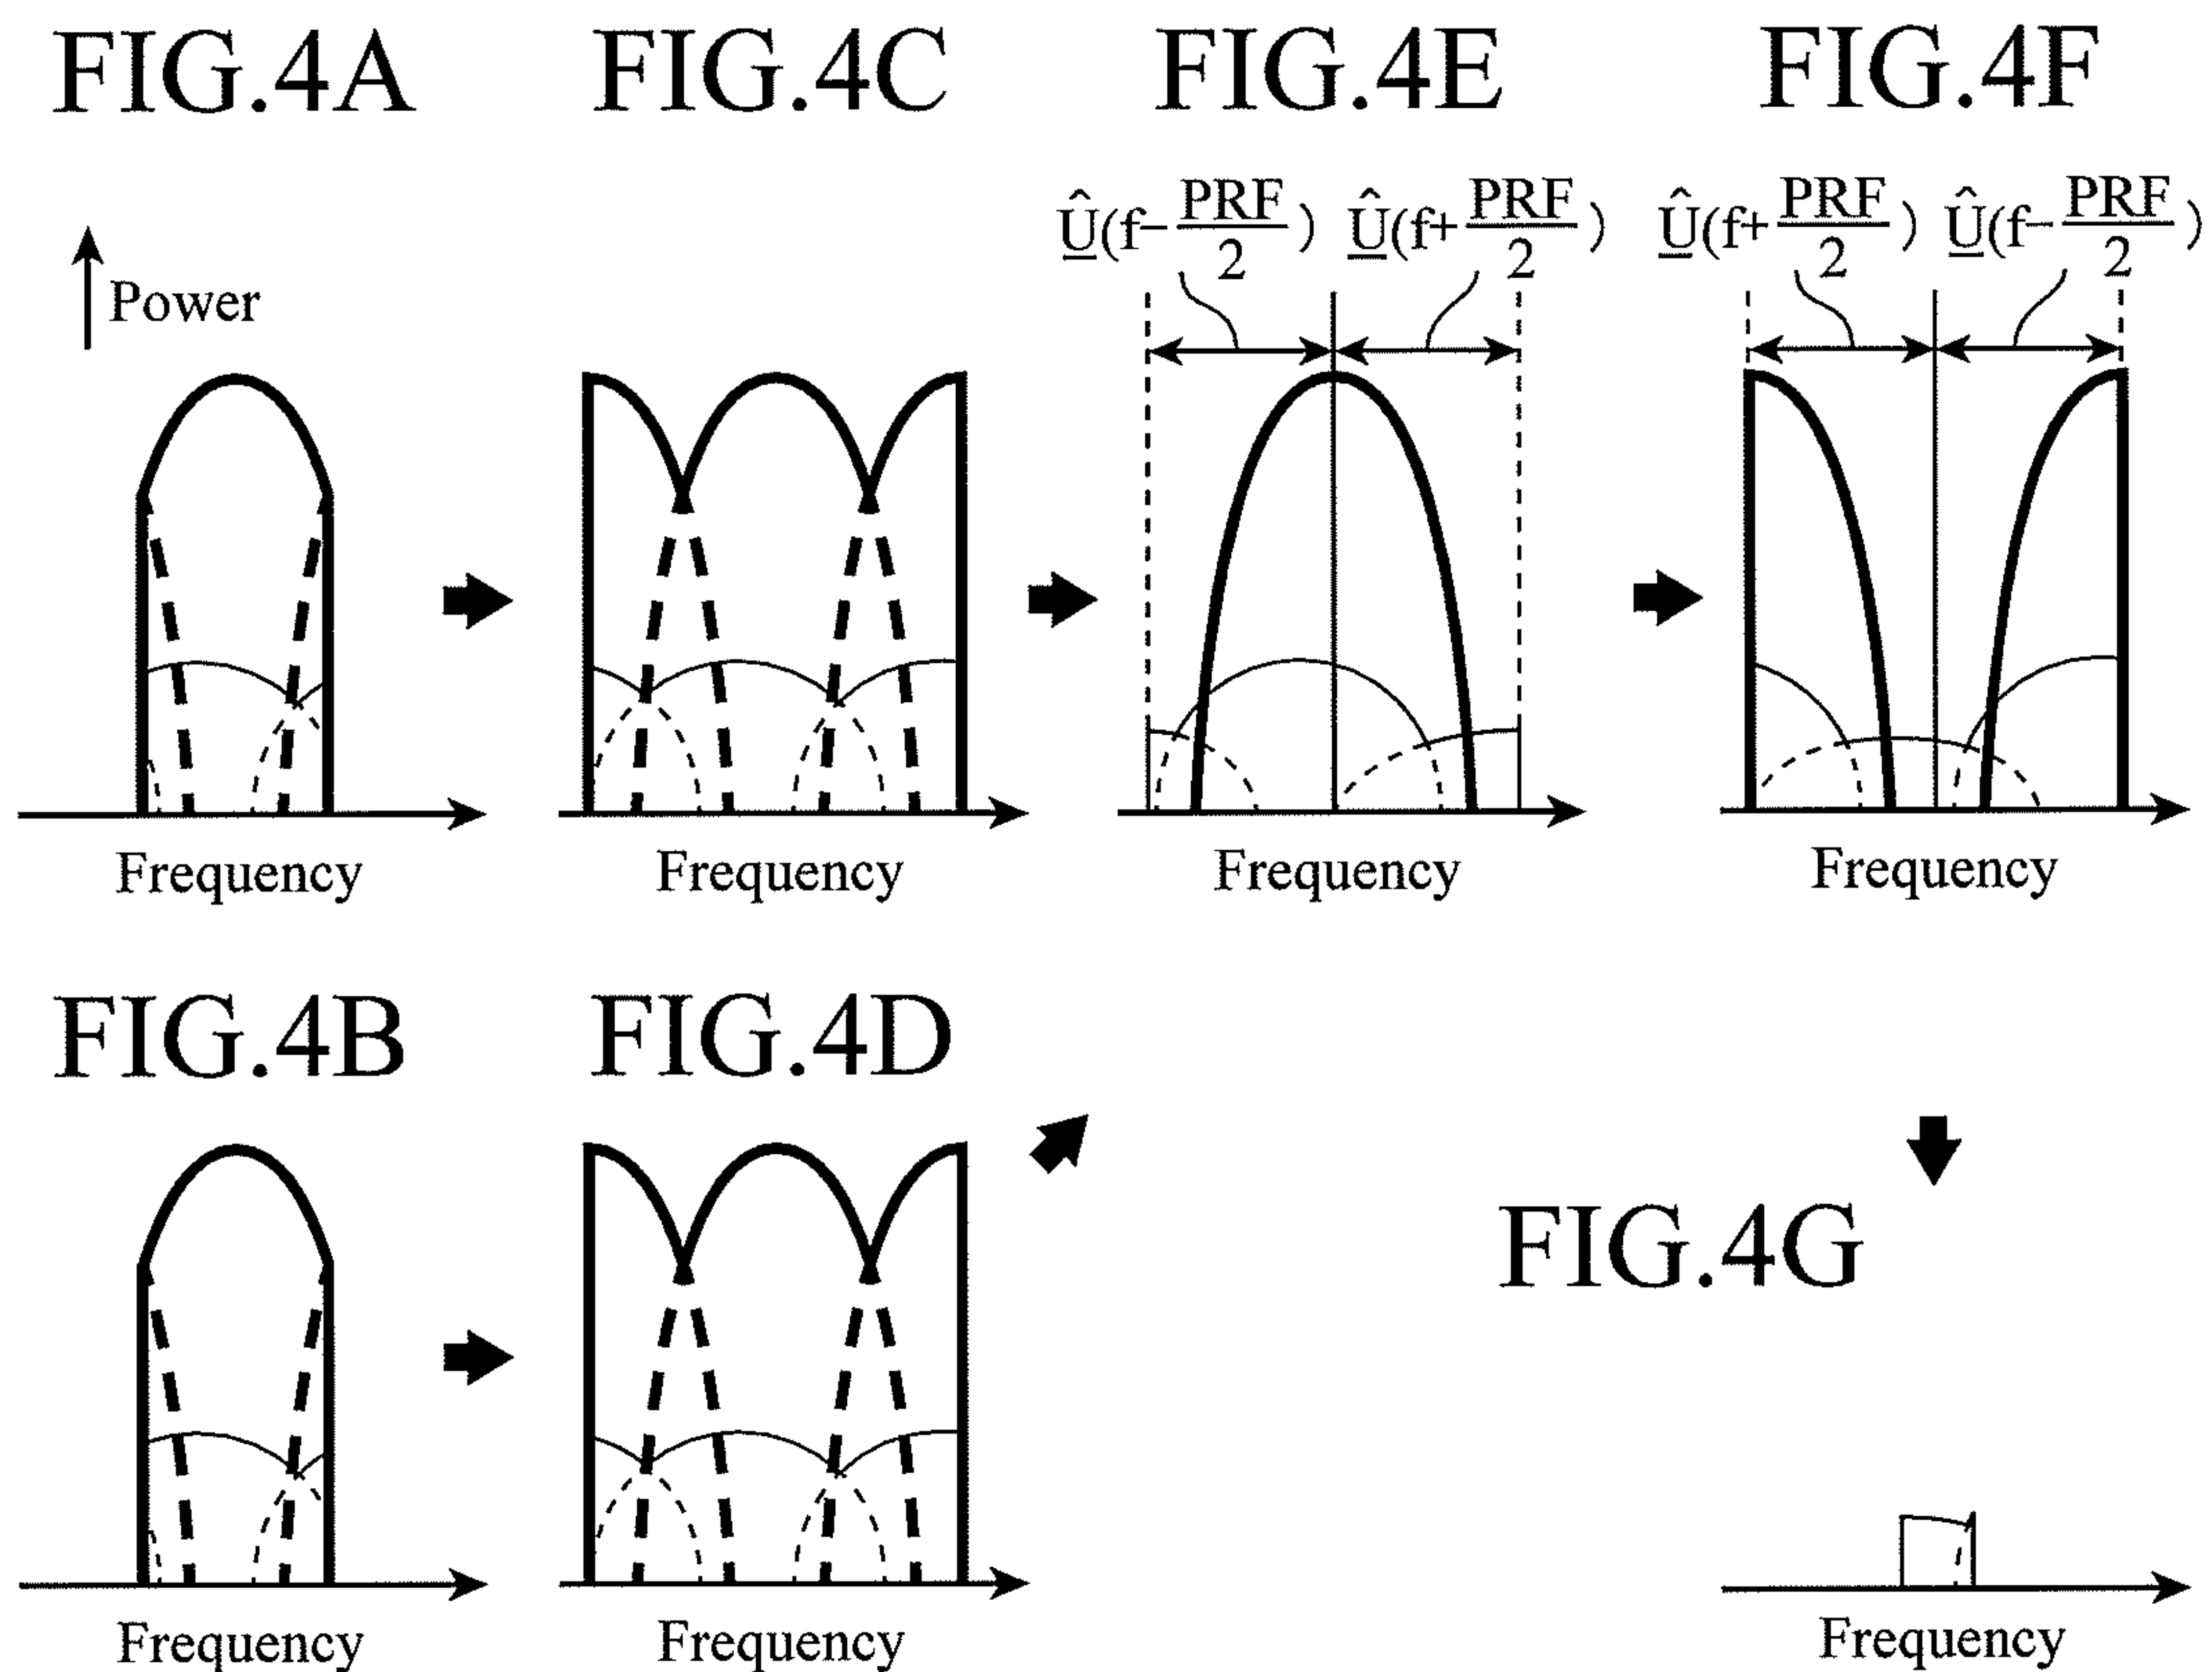 FIG.4A FIG.4C FIG.4E FIG.4F
Û(f−PRF/2) Û(f+PRF/2) Û(f+PRF/2) Û(f−PRF/2)
Power
Frequency Frequency Frequency Frequency
FIG.4B FIG.4D
FIG.4G
Frequency Frequency Frequency